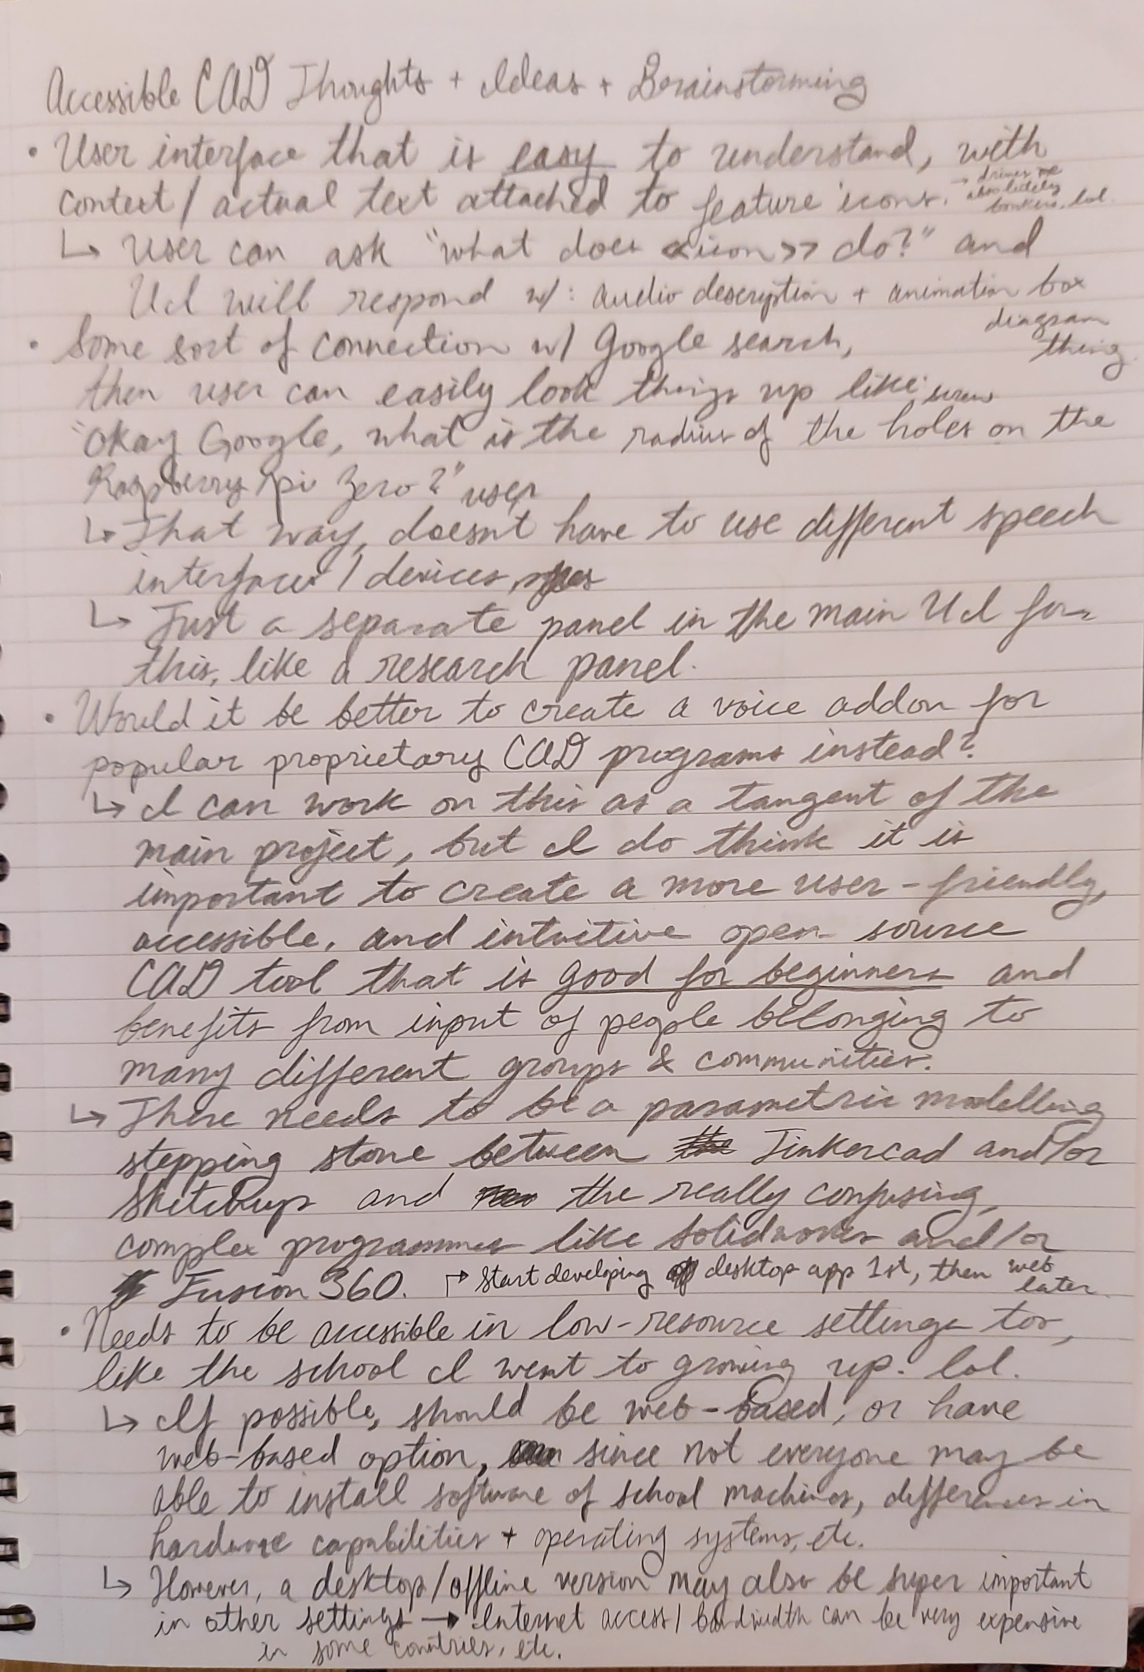 Accessible CAD Thoughts + Ideas + Brainstorming
• User interface that is easy to understand, with
context / actual text attached to feature icons. → drives me
absolutely
bonkers, lol.
↳ User can ask "what does <<icon>> do?" and
UI will respond w/: audio description + animation box
diagram
thing
• Some sort of connection w/ Google search,
then user can easily look things up like:
"Okay Google, what is the radius of the screw holes on the
Raspberry Pi Zero?"
↳ That way, user doesn't have to use different speech
interfaces / devices
↳ Just a separate panel in the main UI for
this, like a research panel.
• Would it be better to create a voice addon for
popular proprietary CAD programs instead?
↳ I can work on this as a tangent of the
main project, but I do think it is
important to create a more user-friendly,
accessible, and intuitive open source
CAD tool that is good for beginners and
benefits from input of people belonging to
many different groups & communities.
↳ There needs to be a parametric modelling
stepping stone between Tinkercad and/or
Sketchup and the really confusing,
complex programmes like Solidworks and/or
Fusion 360. ↱ Start developing desktop app 1st, then web
later.
• Needs to be accessible in low-resource settings too,
like the school I went to growing up. lol.
↳ If possible, should be web-based, or have
web-based option, since not everyone may be
able to install software of school machines, differences in
hardware capabilities + operating systems, etc.
↳ However, a desktop/offline version may also be super important
in other settings → Internet access / bandwidth can be very expensive
in some countries, etc.